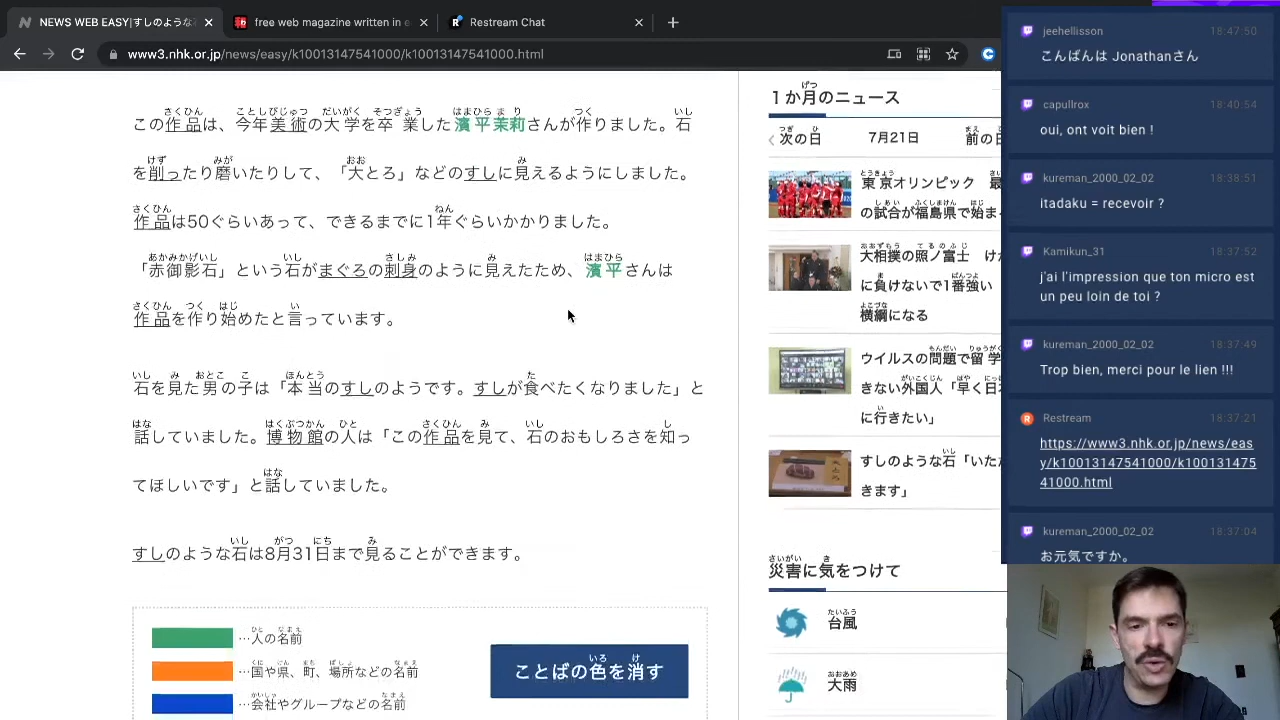 NEWS WEB EASY|すしのような
free web magazine written in e
Restream Chat
www3.nhk.or.jp/news/easy/k10013147541000/k10013147541000.html
この作品は、今年美術の大学を卒業した濱平茉莉さんが作りました。石
を削ったり磨いたりして、「大とろ」などのすしに見えるようにしました。
作品は50ぐらいあって、できるまでに1年ぐらいかかりました。
「赤御影石」という石がまぐろの刺身のように見えたため、濱平さんは
作品を作り始めたと言っています。
石を見た男の子は「本当のすしのようです。すしが食べたくなりました」と
話していました。博物館の人は「この作品を見て、石のおもしろさを知っ
てほしいです」と話していました。
すしのような石は8月31日まで見ることができます。
…人の名前
…国や県、町、場所などの名前
…会社やグループなどの名前
ことばの色を消す
1か月のニュース
次の日 7月21日 前の日
東京オリンピック 最
の試合が福島県で始ま
大相撲の照ノ富士 け
に負けないで1番強い
横綱になる
ウイルスの問題で留学
きない外国人「早く日
に行きたい」
すしのような石「いた
きます」
災害に気をつけて
台風
大雨
jeehellisson 18:47:50
こんばんは Jonathanさん
capullrox 18:40:54
oui, ont voit bien !
kureman_2000_02_02 18:38:51
itadaku = recevoir ?
Kamikun_31 18:37:52
j'ai l'impression que ton micro est
un peu loin de toi ?
kureman_2000_02_02 18:37:49
Trop bien, merci pour le lien !!!
Restream 18:37:21
https://www3.nhk.or.jp/news/eas
y/k10013147541000/k100131475
41000.html
kureman_2000_02_02 18:37:04
お元気ですか。